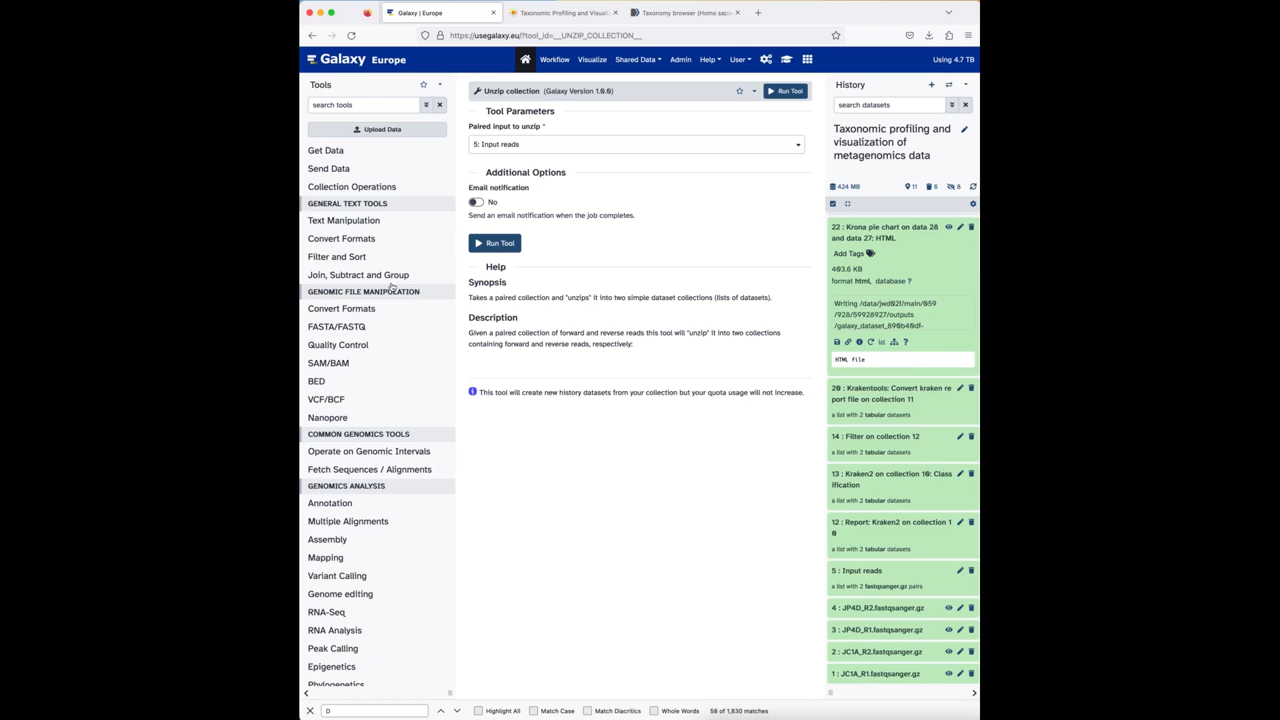 Galaxy | Europe
Taxonomic Profiling and Visuali
Taxonomy browser (Homo sapi
https://usegalaxy.eu/?tool_id=__UNZIP_COLLECTION__
Galaxy Europe
Workflow Visualize Shared Data Admin Help User
Using 4.7 TB
Tools
search tools
Upload Data
Get Data
Send Data
Collection Operations
GENERAL TEXT TOOLS
Text Manipulation
Convert Formats
Filter and Sort
Join, Subtract and Group
GENOMIC FILE MANIPULATION
Convert Formats
FASTA/FASTQ
Quality Control
SAM/BAM
BED
VCF/BCF
Nanopore
COMMON GENOMICS TOOLS
Operate on Genomic Intervals
Fetch Sequences / Alignments
GENOMICS ANALYSIS
Annotation
Multiple Alignments
Assembly
Mapping
Variant Calling
Genome editing
RNA-Seq
RNA Analysis
Peak Calling
Epigenetics
Phylogenetics
Unzip collection (Galaxy Version 1.0.0)
Run Tool
Tool Parameters
Paired input to unzip *
5: Input reads
Additional Options
Email notification
No
Send an email notification when the job completes.
Run Tool
Help
Synopsis
Takes a paired collection and "unzips" it into two simple dataset collections (lists of datasets).
Description
Given a paired collection of forward and reverse reads this tool will "unzip" it into two collections
containing forward and reverse reads, respectively:
This tool will create new history datasets from your collection but your quota usage will not increase.
History
search datasets
Taxonomic profiling and
visualization of
metagenomics data
424 MB
11 6 8
22 : Krona pie chart on data 28
and data 27: HTML
Add Tags
403.6 KB
format html, database ?
Writing /data/jwd02f/main/059
/928/59928927/outputs
/galaxy_dataset_890b40df-
HTML file
20 : Krakentools: Convert kraken re
port file on collection 11
a list with 2 tabular datasets
14 : Filter on collection 12
a list with 2 tabular datasets
13 : Kraken2 on collection 10: Class
ification
a list with 2 tabular datasets
12 : Report: Kraken2 on collection 1
0
a list with 2 tabular datasets
5 : Input reads
a list with 2 fastqsanger.gz pairs
4 : JP4D_R2.fastqsanger.gz
3 : JP4D_R1.fastqsanger.gz
2 : JC1A_R2.fastqsanger.gz
1 : JC1A_R1.fastqsanger.gz
D
Highlight All Match Case Match Diacritics Whole Words 58 of 1,830 matches